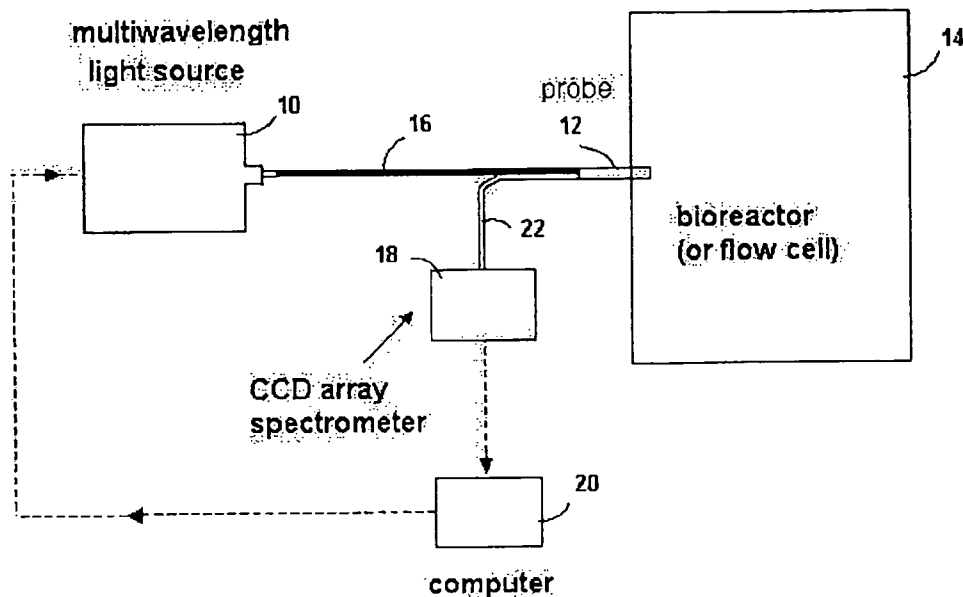 multiwavelength
light source
10
16
probe
12
14
bioreactor
(or flow cell)
22
18
CCD array
spectrometer
20
computer